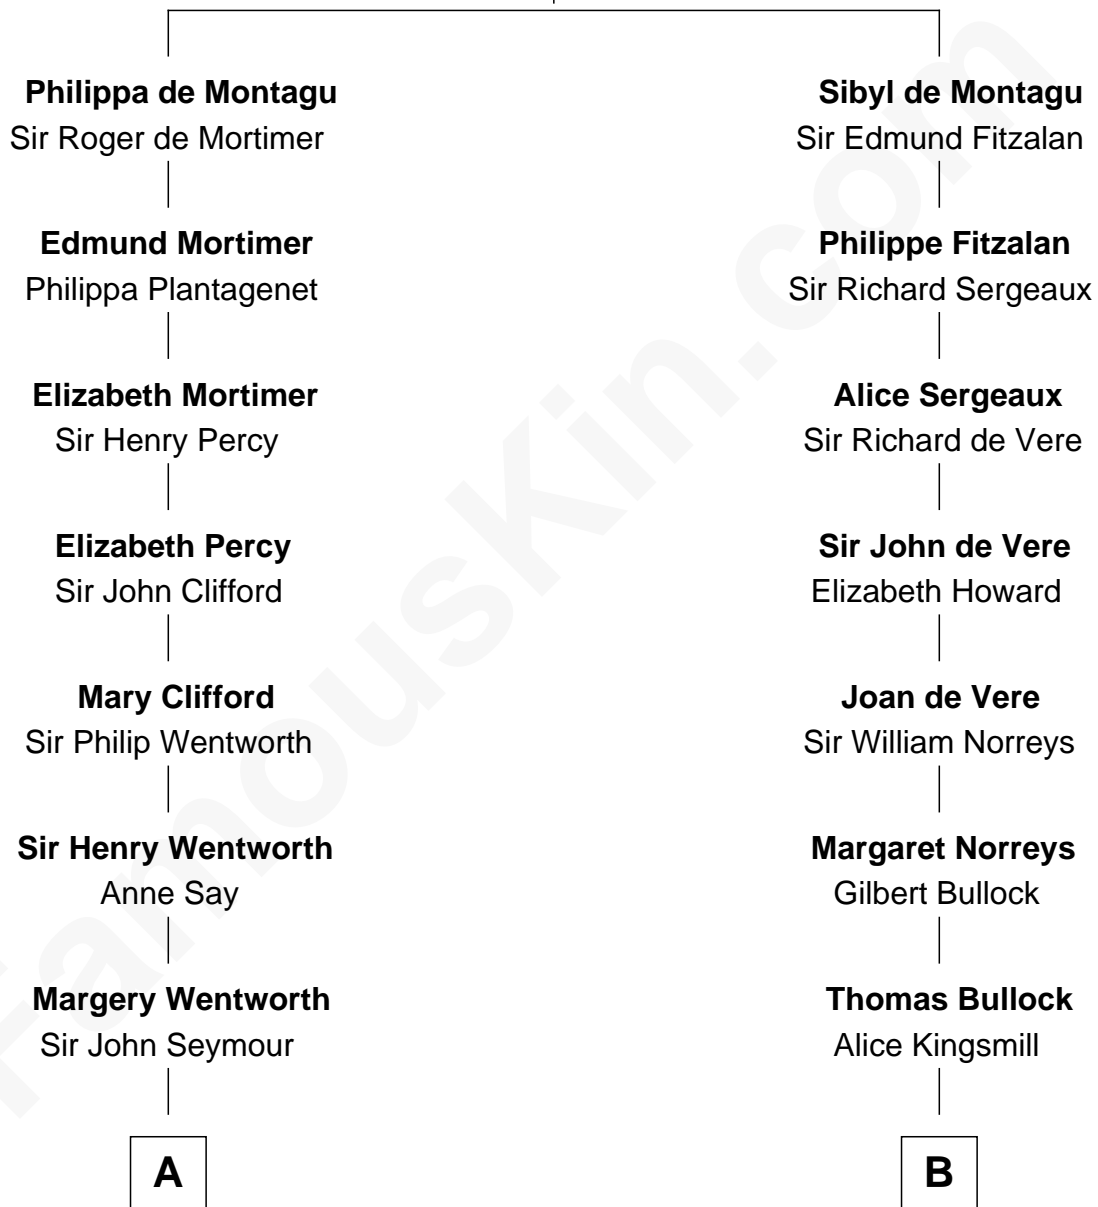 Philippa de Montagu
Sir Roger de Mortimer
Sibyl de Montagu
Sir Edmund Fitzalan
Edmund Mortimer
Philippa Plantagenet
Philippe Fitzalan
Sir Richard Sergeaux
Elizabeth Mortimer
Sir Henry Percy
Alice Sergeaux
Sir Richard de Vere
Elizabeth Percy
Sir John Clifford
Sir John de Vere
Elizabeth Howard
Mary Clifford
Sir Philip Wentworth
Joan de Vere
Sir William Norreys
Sir Henry Wentworth
Anne Say
Margaret Norreys
Gilbert Bullock
Margery Wentworth
Sir John Seymour
Thomas Bullock
Alice Kingsmill
A
B
FamousKin.com